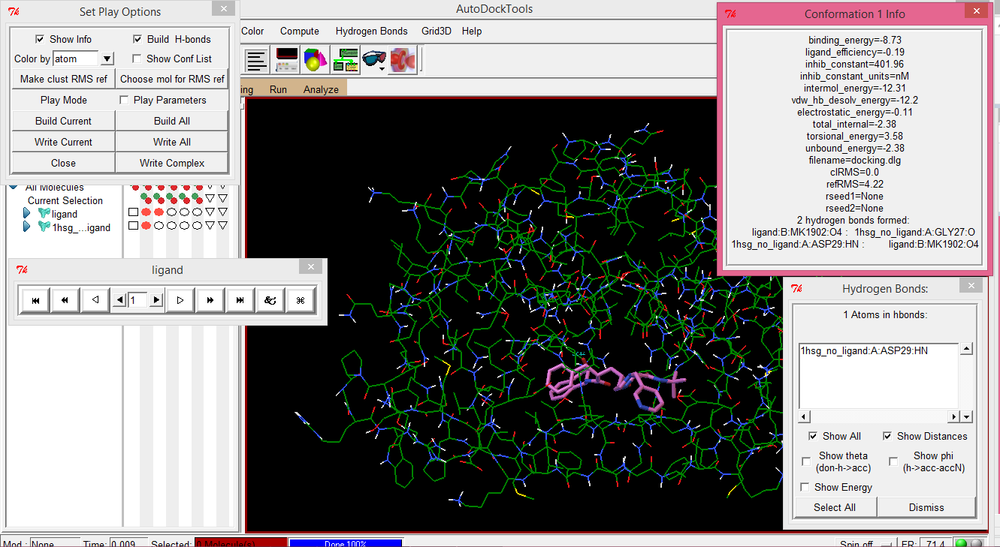 Set Play Options
Show Info
Build H-bonds
Color by
atom
Show Conf List
Make clust RMS ref
Choose mol for RMS ref
Play Mode
Play Parameters
Build Current
Build All
Write Current
Write All
Close
Write Complex
AutoDockTools
Color
Compute
Hydrogen Bonds
Grid3D
Help
ing
Run
Analyze
All Molecules
Current Selection
ligand
1hsg_...igand
ligand
1
Conformation 1 Info
binding_energy=-8.73
ligand_efficiency=-0.19
inhib_constant=401.96
inhib_constant_units=nM
intermol_energy=-12.31
vdw_hb_desolv_energy=-12.2
electrostatic_energy=-0.11
total_internal=-2.38
torsional_energy=3.58
unbound_energy=-2.38
filename=docking.dlg
clRMS=0.0
refRMS=4.22
rseed1=None
rseed2=None
2 hydrogen bonds formed:
ligand:B:MK1902:O4 : 1hsg_no_ligand:A:GLY27:O
1hsg_no_ligand:A:ASP29:HN : ligand:B:MK1902:O4
Hydrogen Bonds:
1 Atoms in hbonds:
1hsg_no_ligand:A:ASP29:HN
Show All
Show Distances
Show theta
(don-h->acc)
Show phi
(h->acc-accN)
Show Energy
Select All
Dismiss
Mod.: None
Time: 0.009
Selected: 0 Molecule(s)
Done 100%
Spin off
FR: 71.4